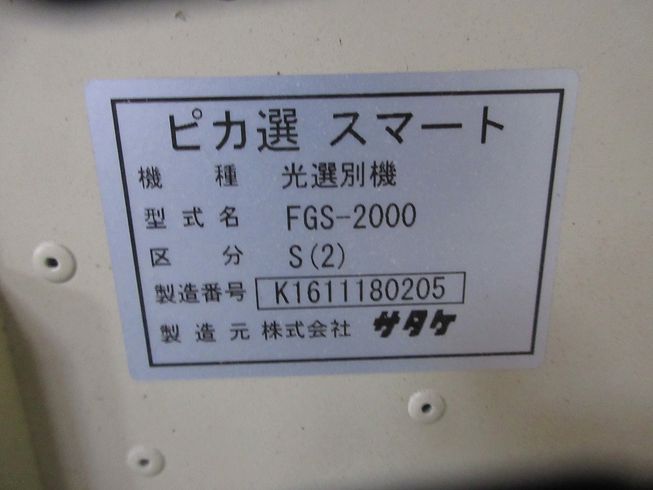 ピカ選 スマート
機種 光選別機
型式名 FGS-2000
区分 S(2)
製造番号 K1611180205
製造元 株式会社 サタケ